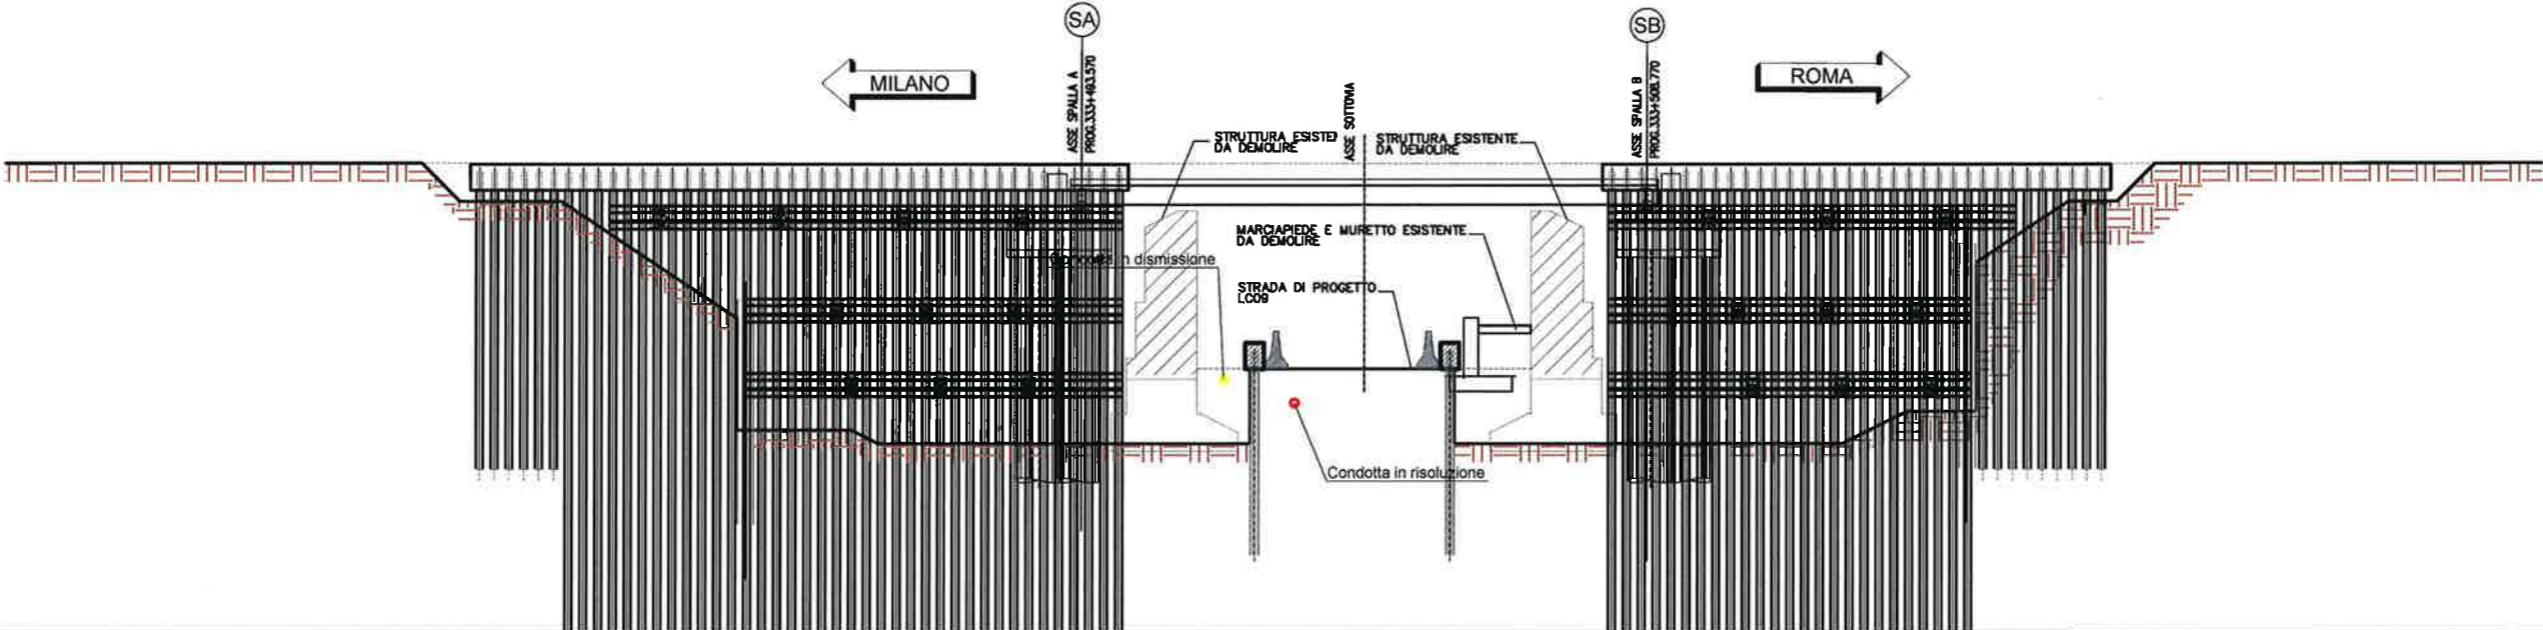 SA
SB
MILANO
ROMA
ASSE SPALLA A
PROG.333+493.570
ASSE SOTTOVIA
ASSE SPALLA B
PROG.333+508.770
STRUTTURA ESISTE
DA DEMOLIRE
STRUTTURA ESISTENTE
DA DEMOLIRE
MARCIAPIEDE E MURETTO ESISTENTE
DA DEMOLIRE
in dismissione
STRADA DI PROGETTO
LC09
Condotta in risoluzione